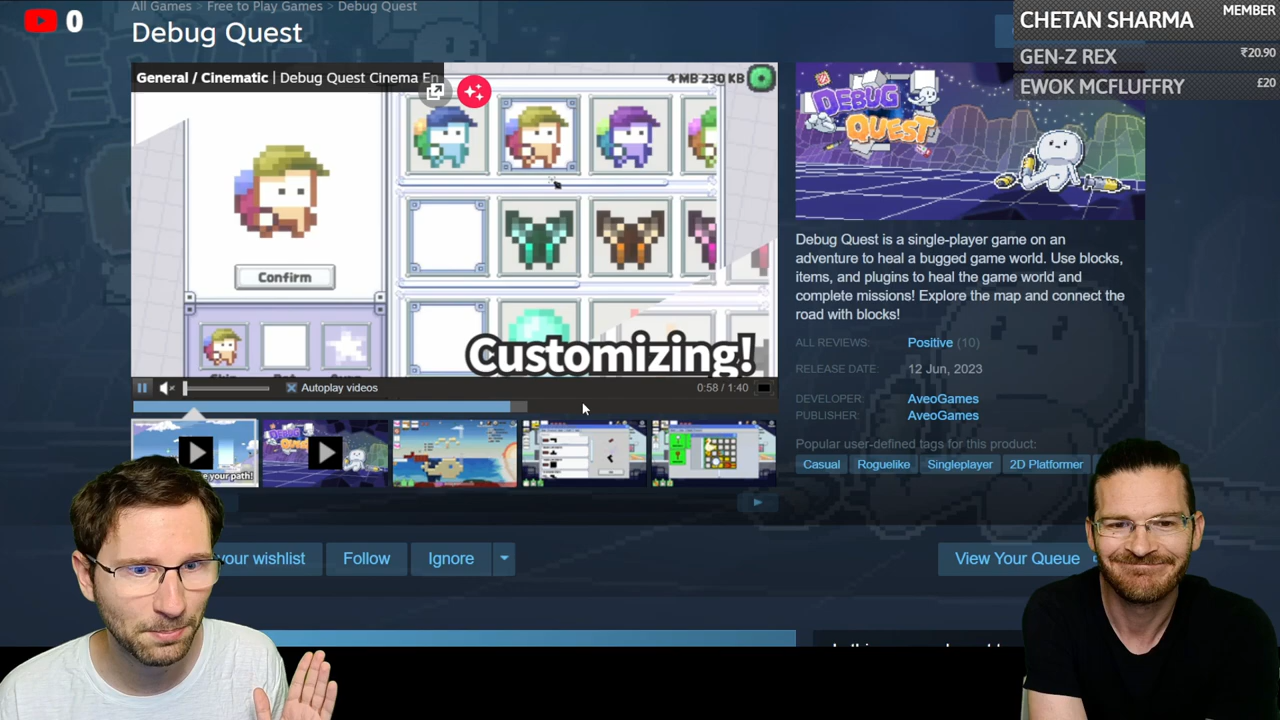 0
All Games > Free to Play Games > Debug Quest
Debug Quest
CHETAN SHARMA
MEMBER
GEN-Z REX
₹20.90
EWOK MCFLUFFRY
£20
General / Cinematic | Debug Quest Cinema En
4 MB 230 KB
Confirm
Customizing!
Autoplay videos
0:58 / 1:40
DEBUG
QUEST
Debug Quest is a single-player game on an
adventure to heal a bugged game world. Use blocks,
items, and plugins to heal the game world and
complete missions! Explore the map and connect the
road with blocks!
ALL REVIEWS:
Positive (10)
RELEASE DATE:
12 Jun, 2023
DEVELOPER:
AveoGames
PUBLISHER:
AveoGames
Popular user-defined tags for this product:
Casual
Roguelike
Singleplayer
2D Platformer
your path!
your wishlist
Follow
Ignore
View Your Queue